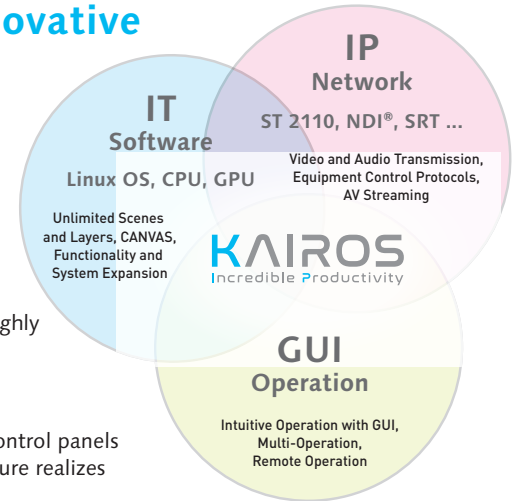 ovative
IP
Network
ST 2110, NDI®, SRT ...
Video and Audio Transmission,
Equipment Control Protocols,
AV Streaming
IT
Software
Linux OS, CPU, GPU
Unlimited Scenes
and Layers, CANVAS,
Functionality and
System Expansion
KAIROS
Incredible Productivity
ghly
GUI
Operation
Intuitive Operation with GUI,
Multi-Operation,
Remote Operation
ontrol panels
ure realizes